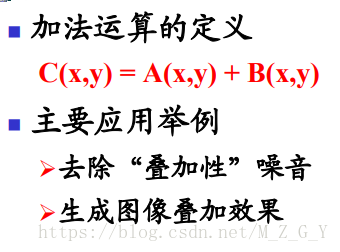 加法运算的定义
C(x,y) = A(x,y) + B(x,y)
主要应用举例
去除“叠加性”噪音
生成图像叠加效果
https://blog.csdn.net/M_Z_G_Y